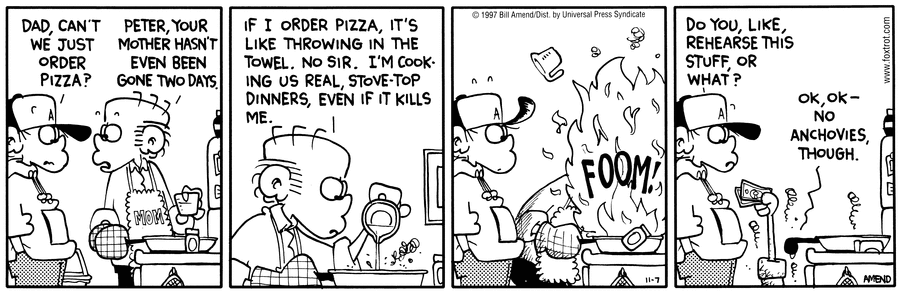 DAD, CAN'T
WE JUST
ORDER
PIZZA?
PETER, YOUR
MOTHER HASN'T
EVEN BEEN
GONE TWO DAYS.
A
MOM
IF I ORDER PIZZA, IT'S
LIKE THROWING IN THE
TOWEL. NO SIR. I'M COOK-
ING US REAL, STOVE-TOP
DINNERS, EVEN IF IT KILLS
ME.
© 1997 Bill Amend/Dist. by Universal Press Syndicate
A
FOOM!
11-7
DO YOU, LIKE,
REHEARSE THIS
STUFF, OR
WHAT?
A
OK, OK—
NO
ANCHOVIES,
THOUGH.
www.foxtrot.com
AMEND